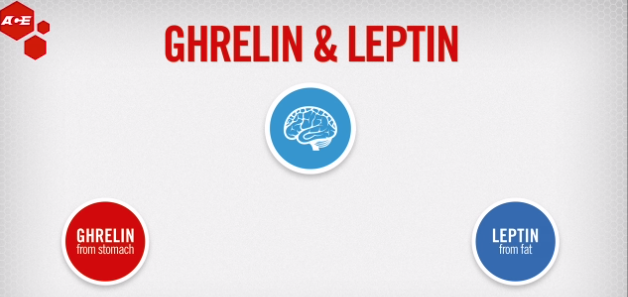 ACE
GHRELIN & LEPTIN
GHRELIN
from stomach
LEPTIN
from fat